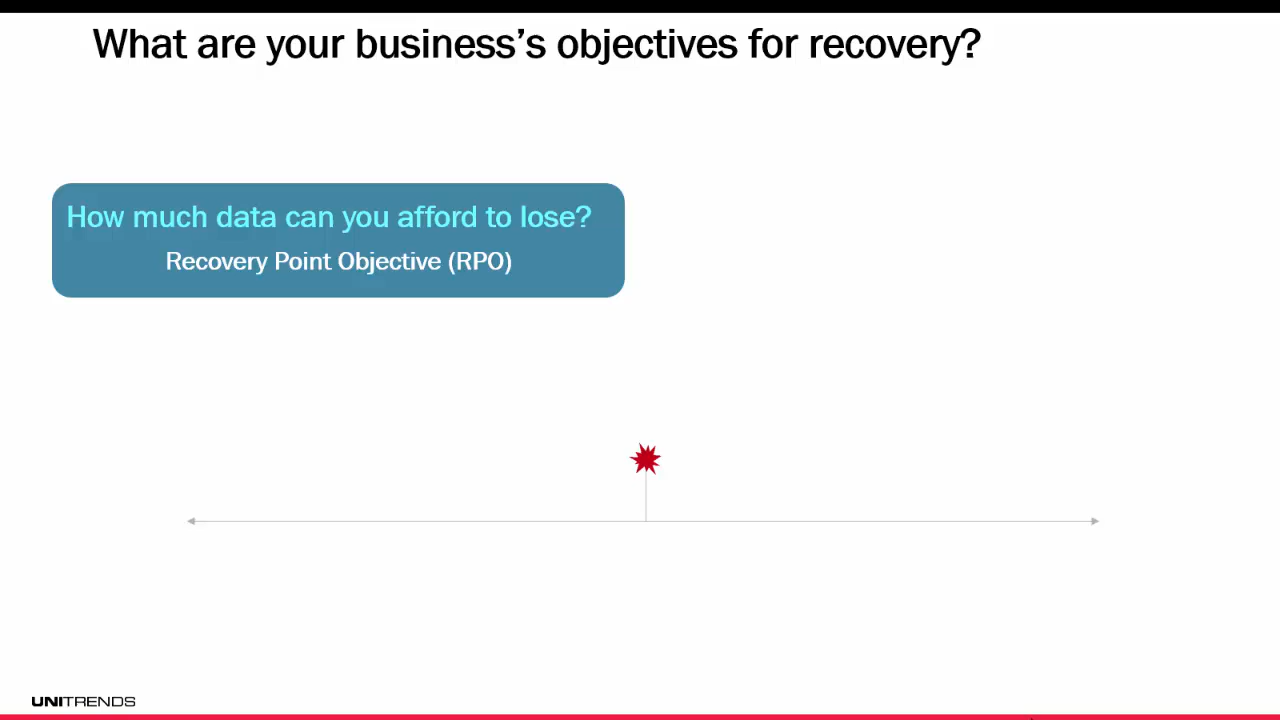 What are your business’s objectives for recovery?
How much data can you afford to lose?
Recovery Point Objective (RPO)
UNITRENDS